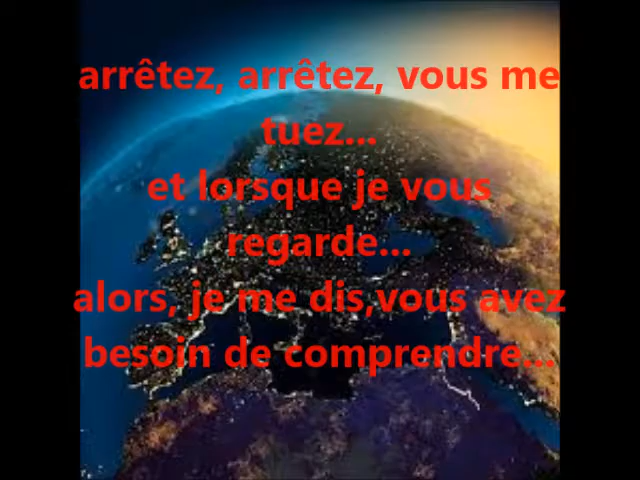 arrêtez, arrêtez, vous me
tuez...
et lorsque je vous
regarde...
alors, je me dis,vous avez
besoin de comprendre...